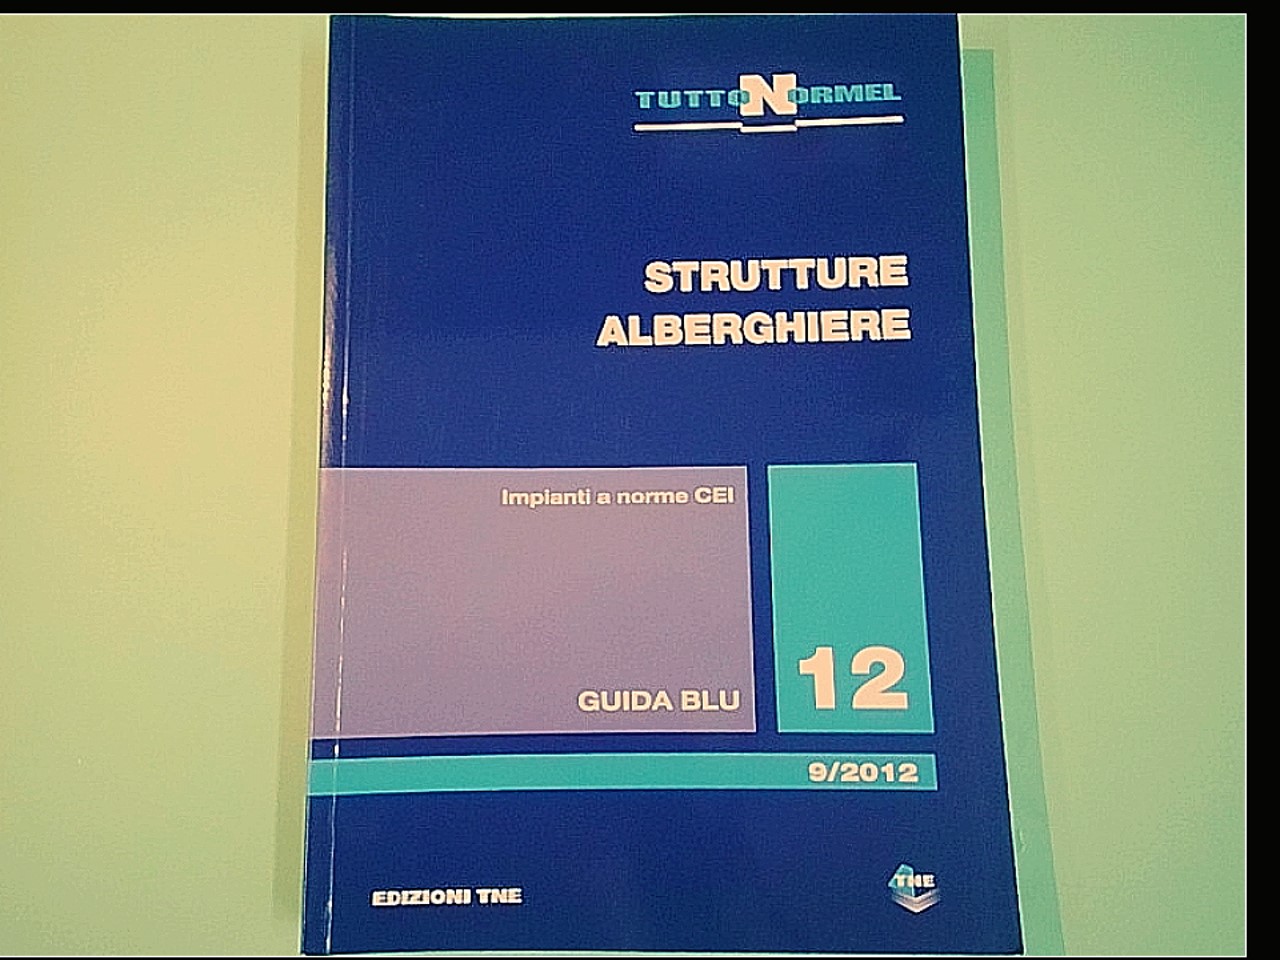 TUTTONORMEL
STRUTTURE
ALBERGHIERE
Impianti a norme CEI
GUIDA BLU
12
9/2012
EDIZIONI TNE
TNE